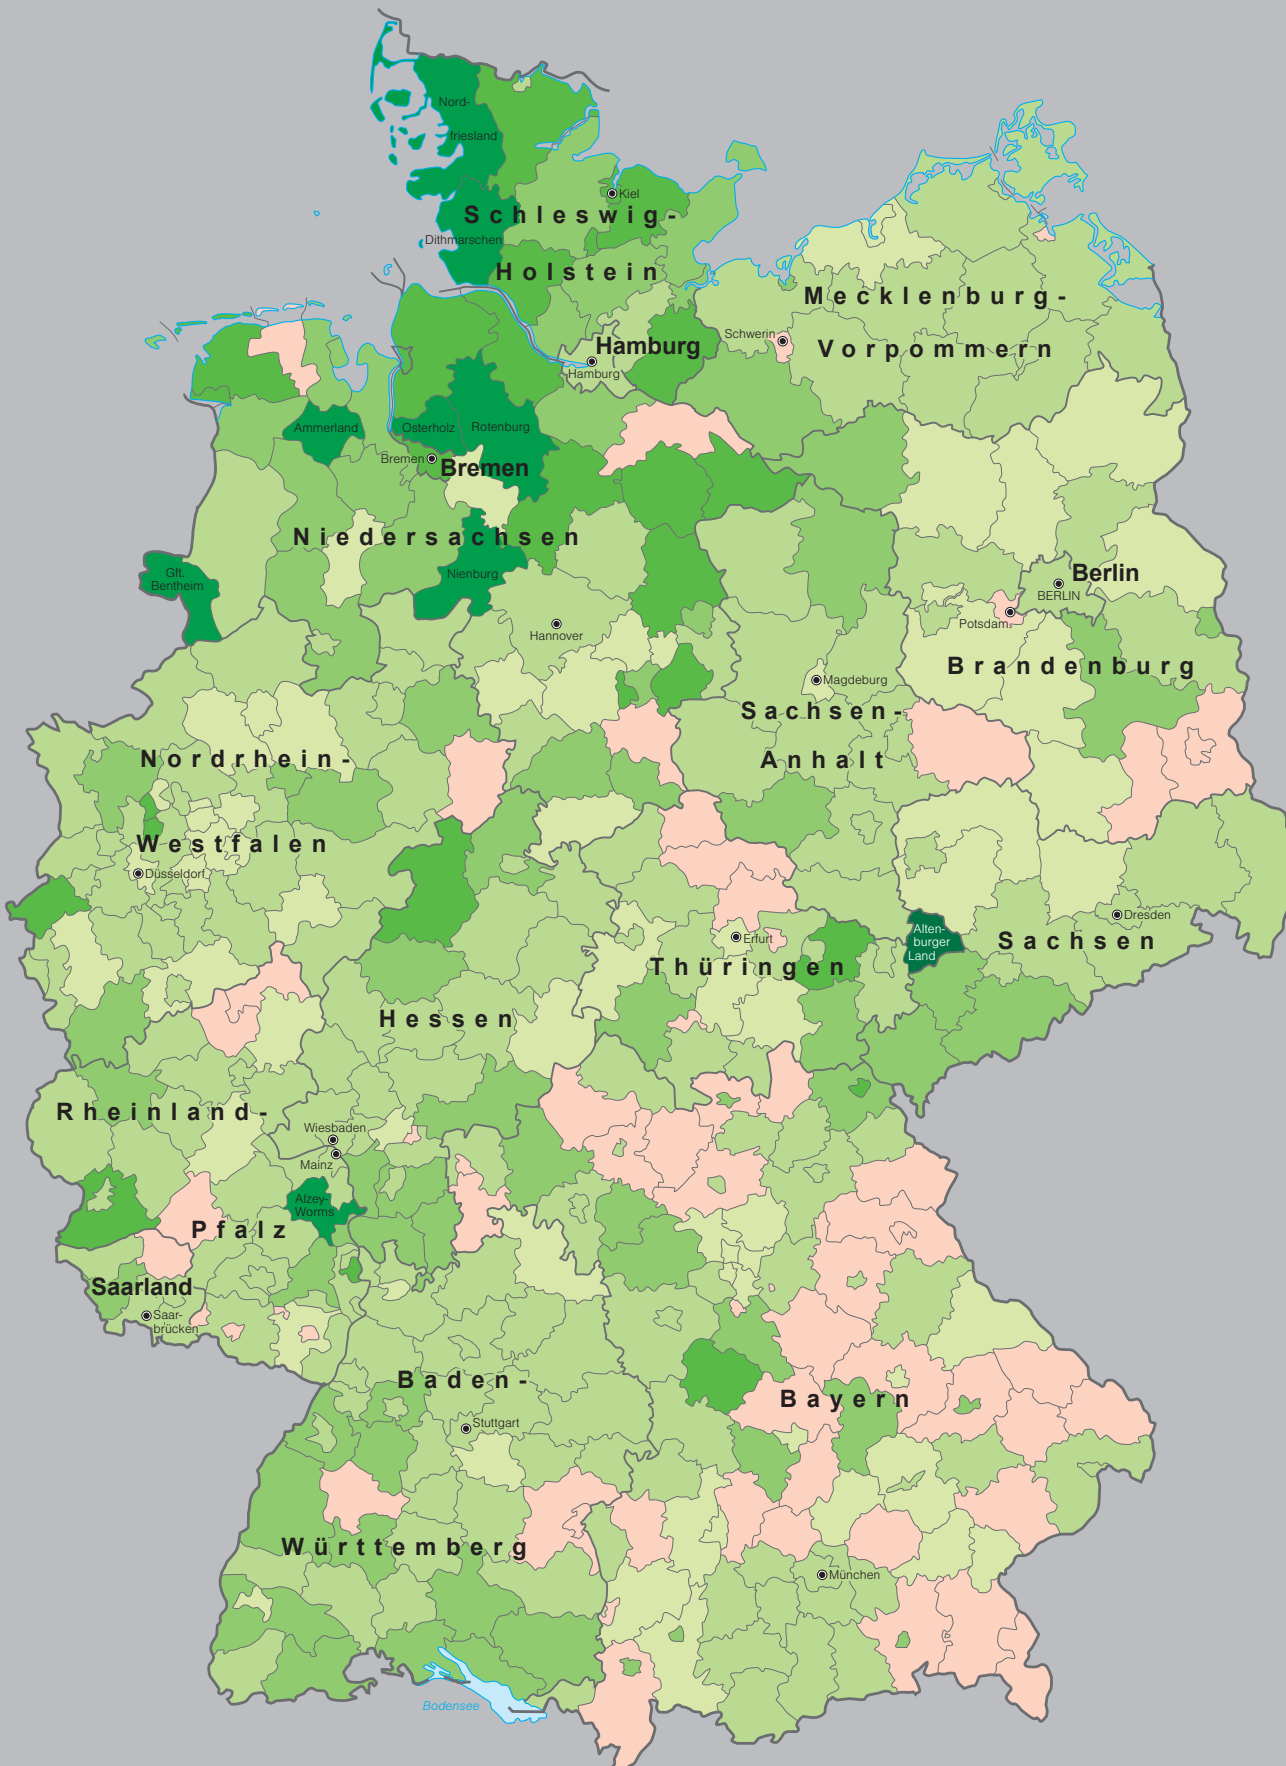 Nord-
friesland
Kiel
Schleswig-
Dithmarschen
Holstein
Mecklenburg-
Schwerin
Vorpommern
Hamburg
Hamburg
Ammerland
Osterholz
Rotenburg
Bremen
Bremen
Niedersachsen
Nienburg
Gft.
Bentheim
Berlin
BERLIN
Potsdam
Hannover
Brandenburg
Magdeburg
Sachsen-
Anhalt
Nordrhein-
Westfalen
Düsseldorf
Dresden
Alten-
burger
Land
Sachsen
Erfurt
Thüringen
Hessen
Rheinland-
Wiesbaden
Mainz
Alzey-
Worms
Pfalz
Saarland
Saar-
brücken
Baden-
Bayern
Stuttgart
Württemberg
München
Bodensee